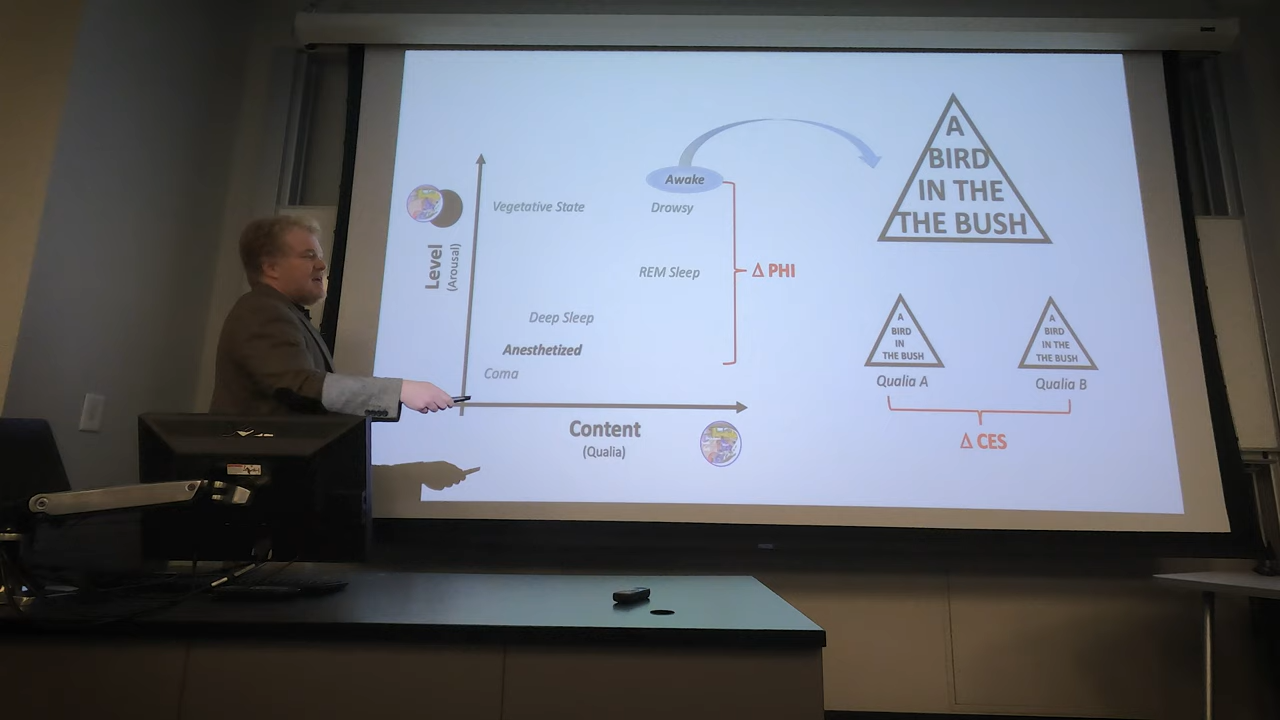 A
BIRD
IN THE
THE BUSH
Awake
Vegetative State
Drowsy
Level
(Arousal)
REM Sleep
Δ PHI
Deep Sleep
Anesthetized
Coma
A
BIRD
IN
THE BUSH
Qualia A
A
BIRD
IN THE
THE BUSH
Qualia B
Δ CES
Content
(Qualia)